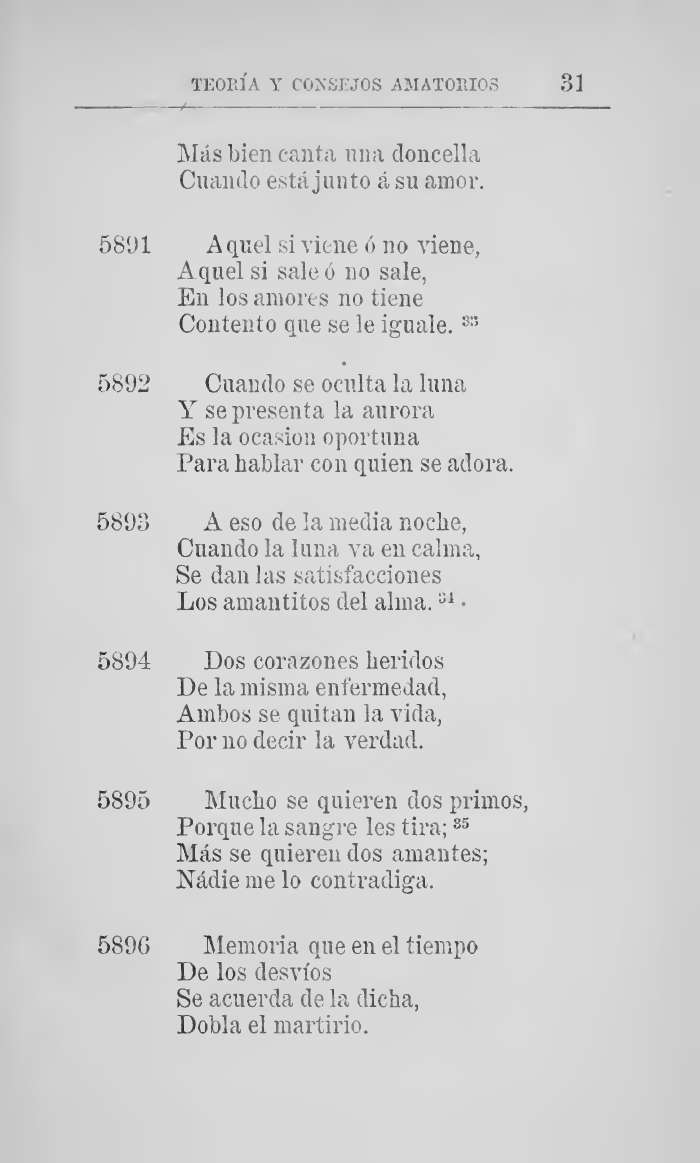 TEORÍA Y CONSEJOS AMATORIOS 31
Más bien canta una doncella
Cuando está junto á su amor.
5891 Aquel si viene ó no viene,
Aquel si sale ó no sale,
En los amores no tiene
Contento que se le iguale. 33
5892 Cuando se oculta la luna
Y se presenta la aurora
Es la ocasion oportuna
Para hablar con quien se adora.
5893 A eso de la media noche,
Cuando la luna va en calma,
Se dan las satisfacciones
Los amantitos del alma. 34
5894 Dos corazones heridos
De la misma enfermedad,
Ambos se quitan la vida,
Por no decir la verdad.
5895 Mucho se quieren dos primos,
Porque la sangre les tira; 35
Más se quieren dos amantes;
Nádie me lo contradiga.
5896 Memoria que en el tiempo
De los desvíos
Se acuerda de la dicha,
Dobla el martirio.